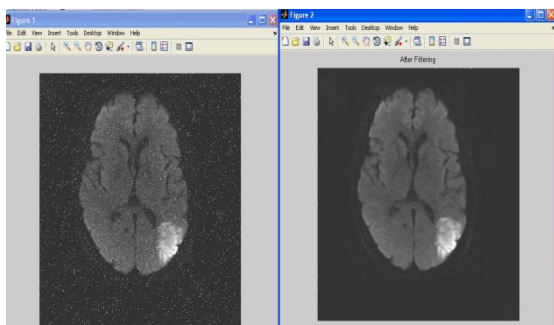 Figure 1
File Edit View Insert Tools Desktop Window Help
Figure 2
File Edit View Insert Tools Desktop Window Help
After Filtering